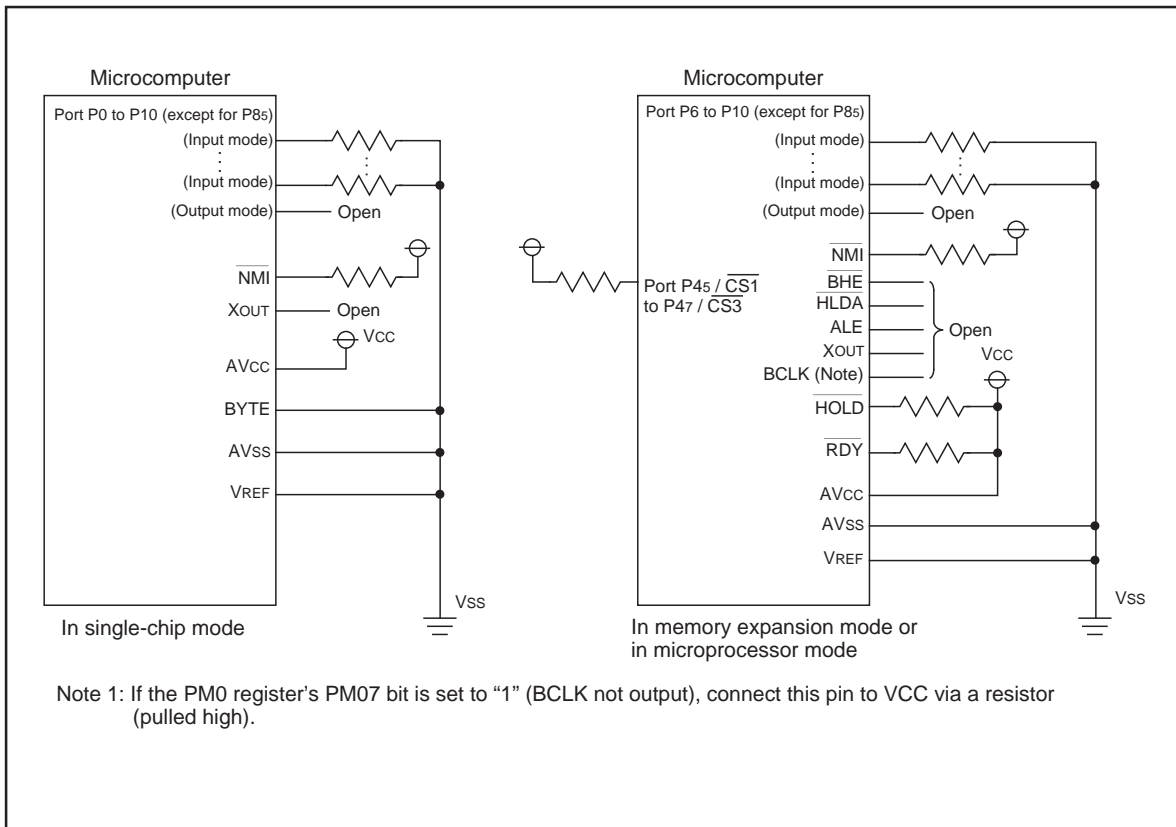 Microcomputer
Port P0 to P10 (except for P85)
(Input mode)
(Input mode)
(Output mode)
Open
NMI
XOUT
Open
VCC
AVCC
BYTE
AVSS
VREF
VSS
In single-chip mode
Microcomputer
Port P6 to P10 (except for P85)
(Input mode)
(Input mode)
(Output mode)
Open
NMI
Port P45 / CS1
to P47 / CS3
BHE
HLDA
ALE
XOUT
BCLK (Note)
Open
VCC
HOLD
RDY
AVCC
AVSS
VREF
VSS
In memory expansion mode or
in microprocessor mode
Note 1: If the PM0 register’s PM07 bit is set to “1” (BCLK not output), connect this pin to VCC via a resistor
(pulled high).